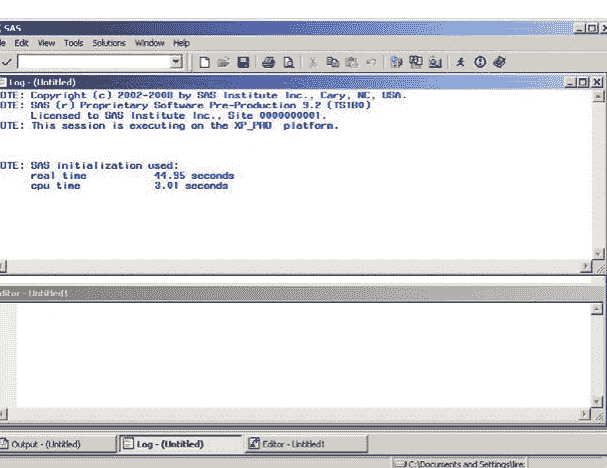 SAS
le Edit View Tools Solutions Window Help
Log - (Untitled)
OTE: Copyright (c) 2002-2008 by SAS Institute Inc., Cary, NC, USA.
OTE: SAS (r) Proprietary Software Pre-Production 9.2 (TS1B0)
Licensed to SAS Institute Inc., Site 0000000001.
OTE: This session is executing on the XP_PRO platform.
OTE: SAS initialization used:
real time 44.95 seconds
cpu time 3.01 seconds
ditor - Untitled1
Output - (Untitled) Log - (Untitled) Editor - Untitled1
C:\Documents and Settings\